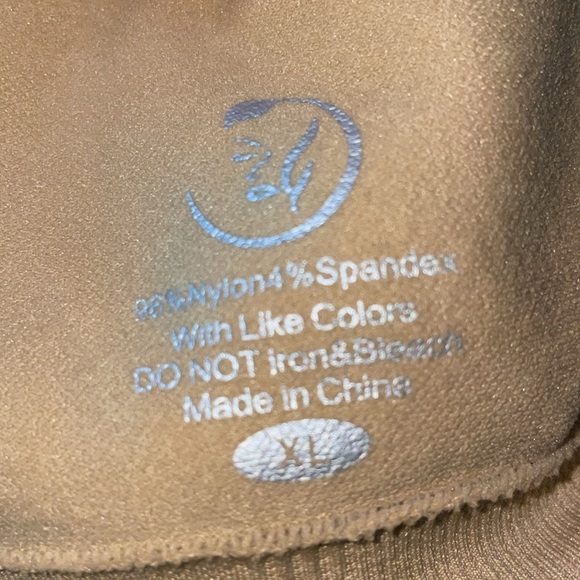 96%Nylon4%Spandex
With Like Colors
DO NOT iron&Bleach
Made in China
XL